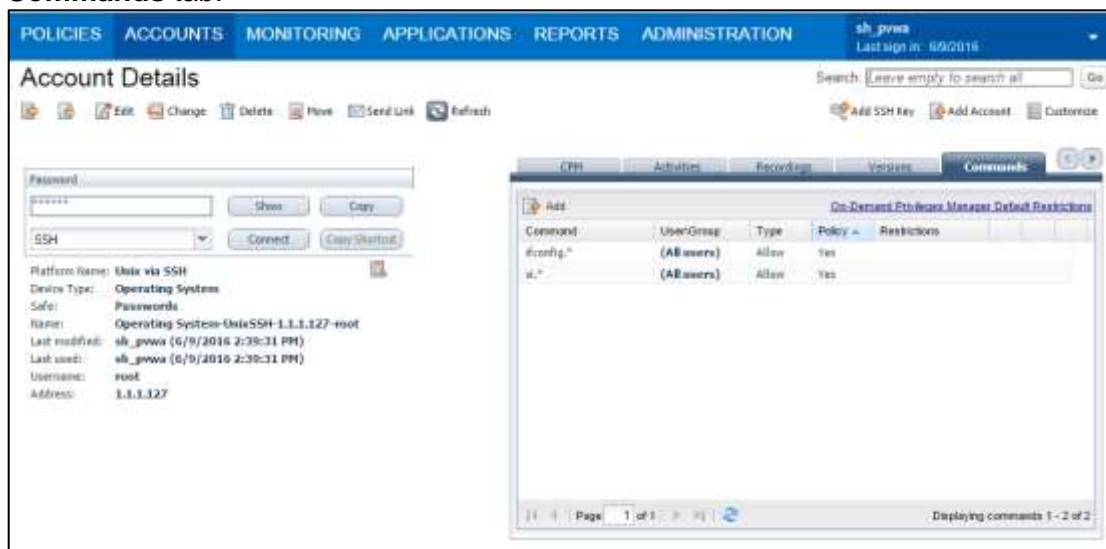 Commands tab.
POLICIES ACCOUNTS MONITORING APPLICATIONS REPORTS ADMINISTRATION
sh_pvwa
Last sign in: 6/9/2016
Account Details
Search: Leave empty to search all Go
Edit Change Delete Move Send Link Refresh
Add SSH Key Add Account Customize
Password
******
Show Copy
SSH
Connect Copy Shortcut
Platform Name: Unix via SSH
Device Type: Operating System
Safe: Passwords
Name: Operating System-UnixSSH-1.1.1.127-root
Last modified: sh_pvwa (6/9/2016 2:39:31 PM)
Last used: sh_pvwa (6/9/2016 2:39:31 PM)
Username: root
Address: 1.1.1.127
CPM Activities Recordings Versions Commands
Add On-Demand Privileges Manager Default Restrictions
Command User\Group Type Policy Restrictions
ifconfig.* (All users) Allow Yes
(All users) Allow Yes
Page 1 of 1
Displaying commands 1 - 2 of 2